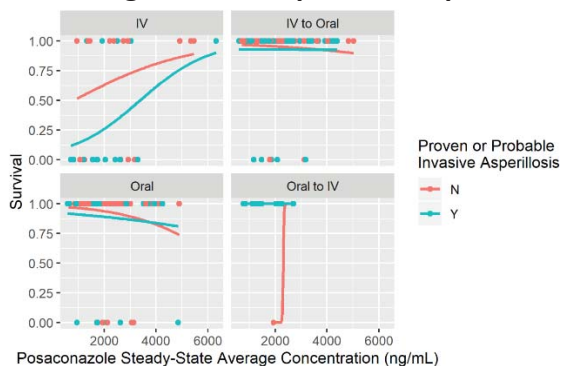 IV
IV to Oral
1.00
0.75
0.50
0.25
0.00
Survival
Oral
Oral to IV
1.00
0.75
0.50
0.25
0.00
2000 4000 6000
2000 4000 6000
Posaconazole Steady-State Average Concentration (ng/mL)
Proven or Probable
Invasive Asperillosis
N
Y